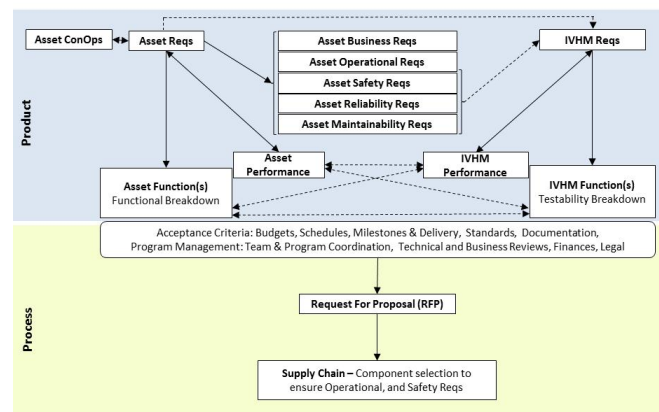 Asset ConOps
Asset Reqs
Asset Business Reqs
IVHM Reqs
Asset Operational Reqs
Asset Safety Reqs
Asset Reliability Reqs
Asset Maintainability Reqs
Product
Asset
Performance
IVHM
Performance
Asset Function(s)
Functional Breakdown
IVHM Function(s)
Testability Breakdown
Acceptance Criteria: Budgets, Schedules, Milestones & Delivery, Standards, Documentation,
Program Management: Team & Program Coordination, Technical and Business Reviews, Finances, Legal
Process
Request For Proposal (RFP)
Supply Chain – Component selection to
ensure Operational, and Safety Reqs